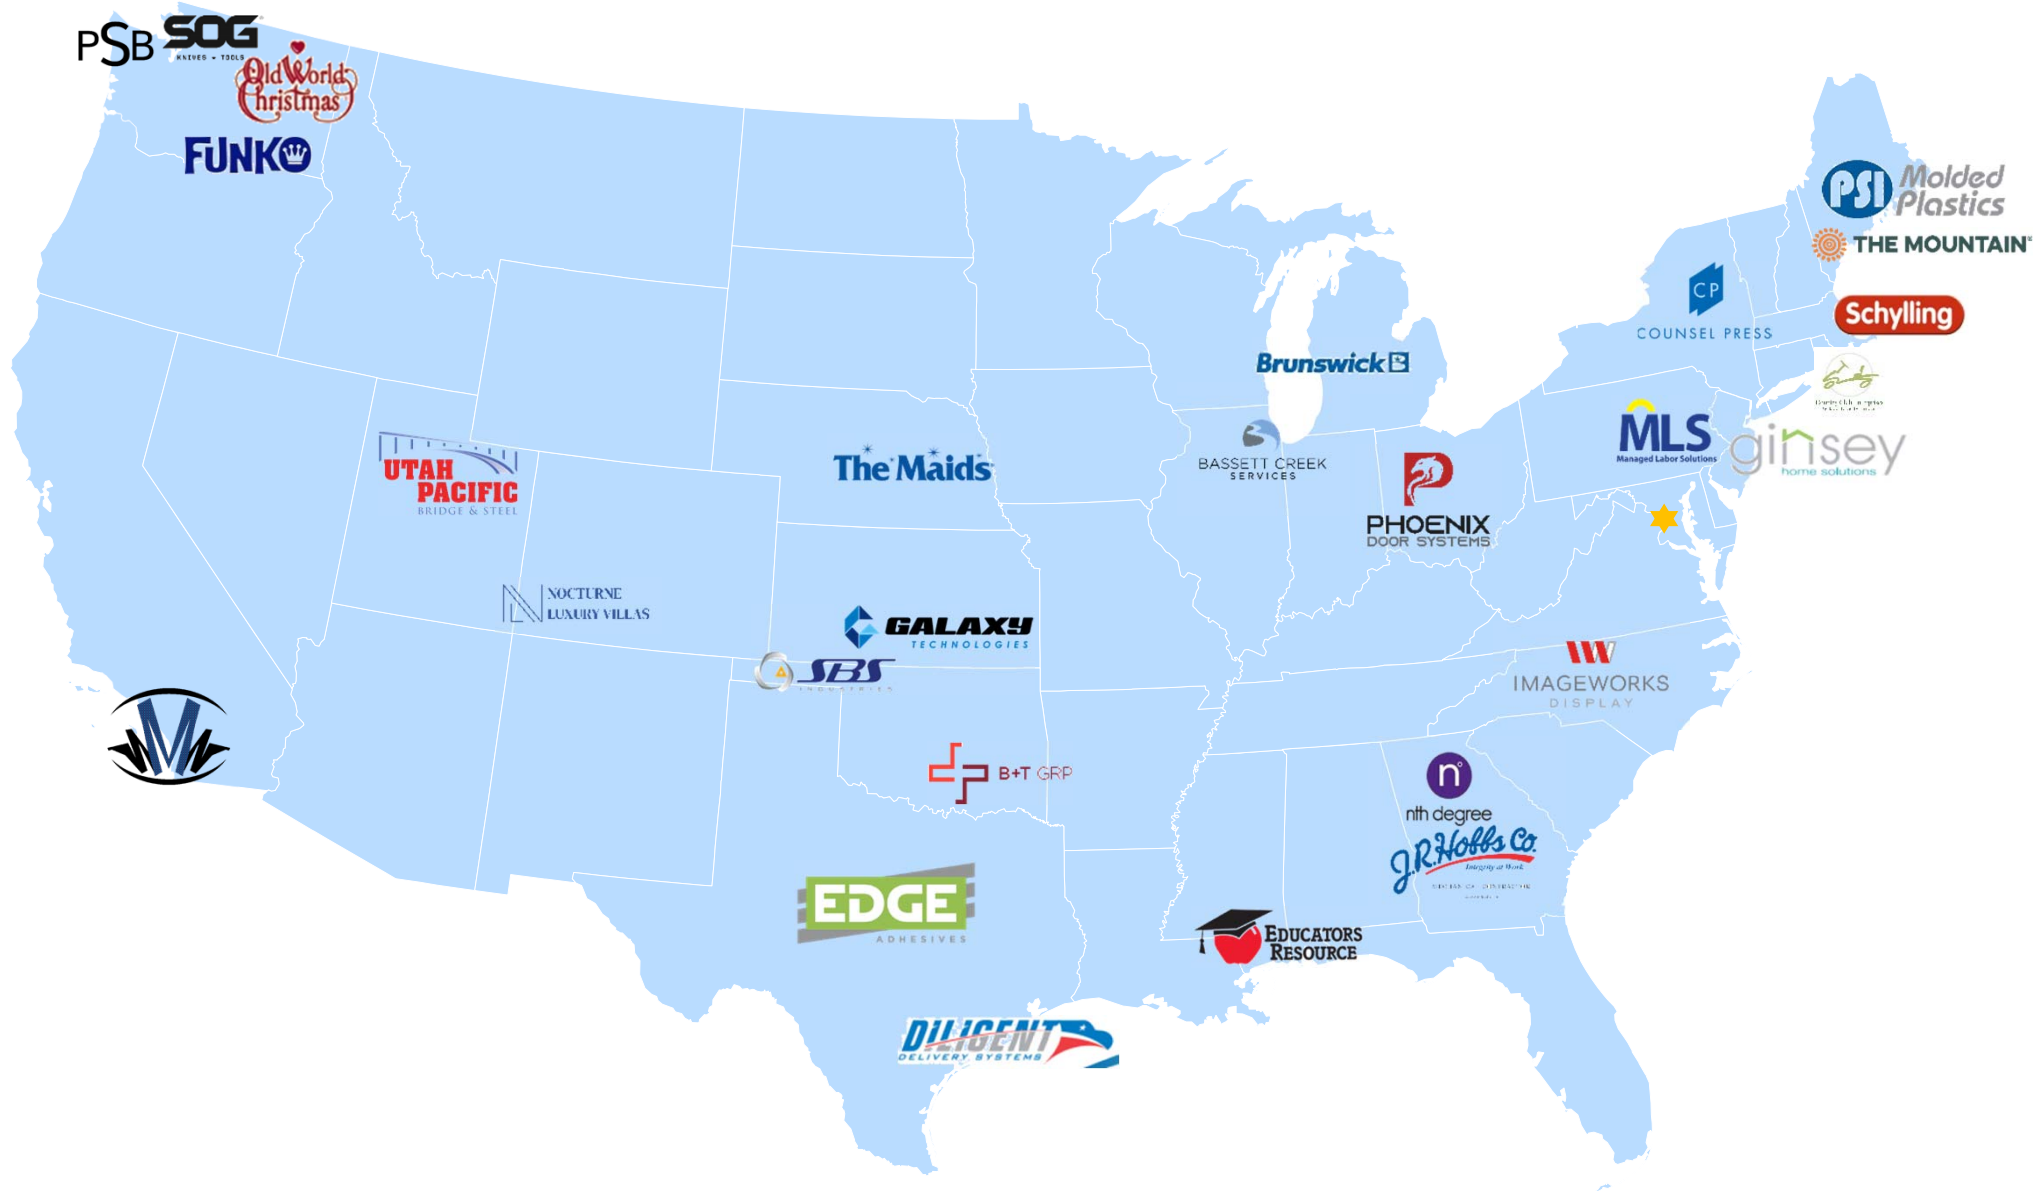 PSB
SOG
KNIVES - TOOLS
Old World
Christmas
FUNKO
PSI Molded
Plastics
THE MOUNTAIN
CP
COUNSEL PRESS
Schylling
Brunswick
MLS
Managed Labor Solutions
ginsey
home solutions
UTAH
PACIFIC
BRIDGE & STEEL
The Maids
BASSETT CREEK
SERVICES
PHOENIX
DOOR SYSTEMS
NOCTURNE
LUXURY VILLAS
GALAXY
TECHNOLOGIES
SBS
INDUSTRIES
IMAGEWORKS
DISPLAY
M
B+T GRP
n°
nth degree
J.R. Hobbs Co.
Integrity at Work
EDGE
ADHESIVES
EDUCATORS
RESOURCE
DILIGENT
DELIVERY SYSTEMS